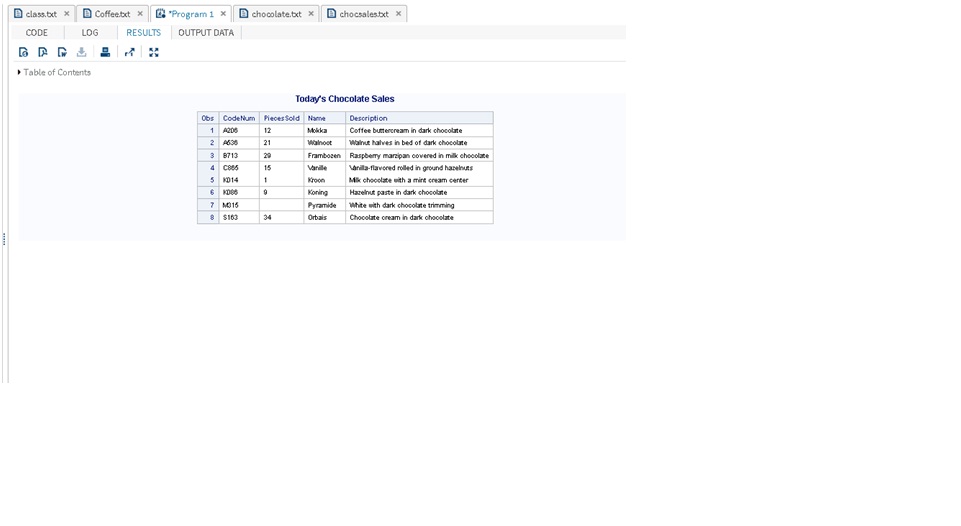 class.txt × Coffee.txt × *Program 1 × chocolate.txt × chocsales.txt ×
CODE LOG RESULTS OUTPUT DATA
Table of Contents
Today's Chocolate Sales
Obs CodeNum PiecesSold Name Description
1 A206 12 Mokka Coffee buttercream in dark chocolate
2 A536 21 Walnoot Walnut halves in bed of dark chocolate
3 B713 29 Frambozen Raspberry marzipan covered in milk chocolate
4 C865 15 Vanille Vanilla-flavored rolled in ground hazelnuts
5 K014 1 Kroon Milk chocolate with a mint cream center
6 K086 9 Koning Hazelnut paste in dark chocolate
7 M315 Pyramide White with dark chocolate trimming
8 S163 34 Orbais Chocolate cream in dark chocolate